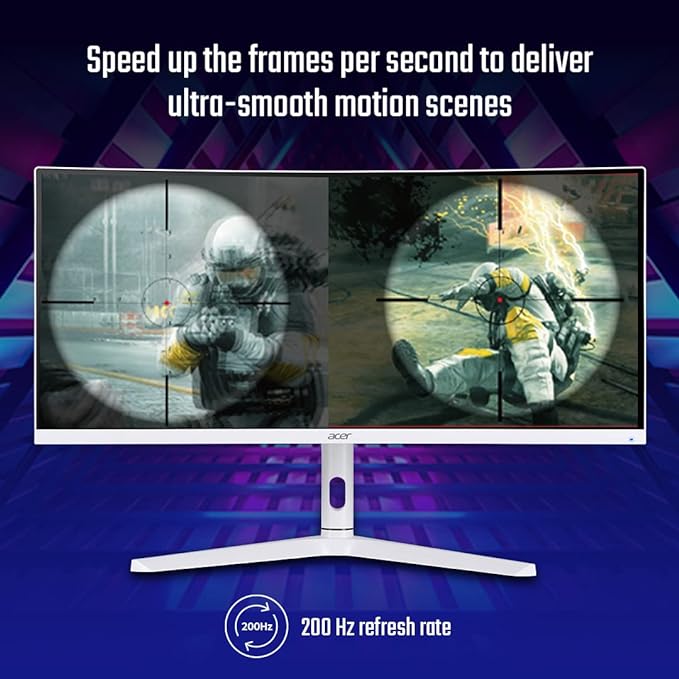 Speed up the frames per second to deliver
ultra-smooth motion scenes
acer
200Hz
200 Hz refresh rate